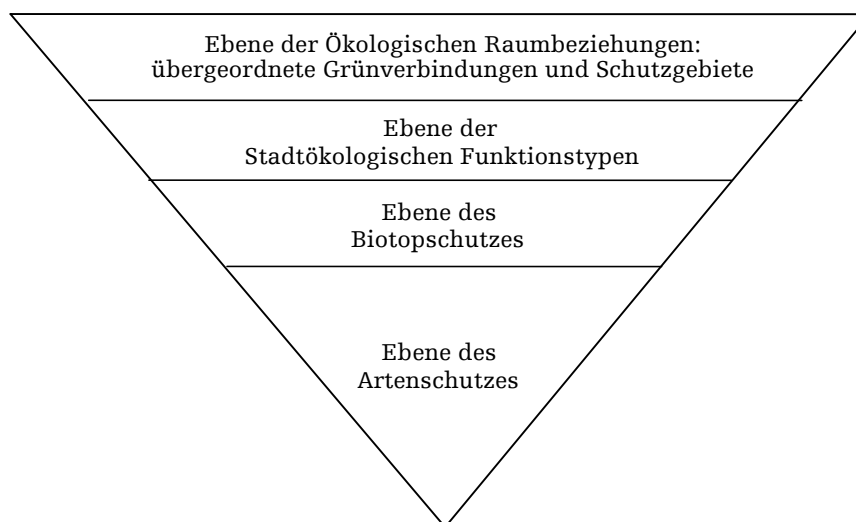 Ebene der Ökologischen Raumbeziehungen:
übergeordnete Grünverbindungen und Schutzgebiete
Ebene der
Stadtökologischen Funktionstypen
Ebene des
Biotopschutzes
Ebene des
Artenschutzes